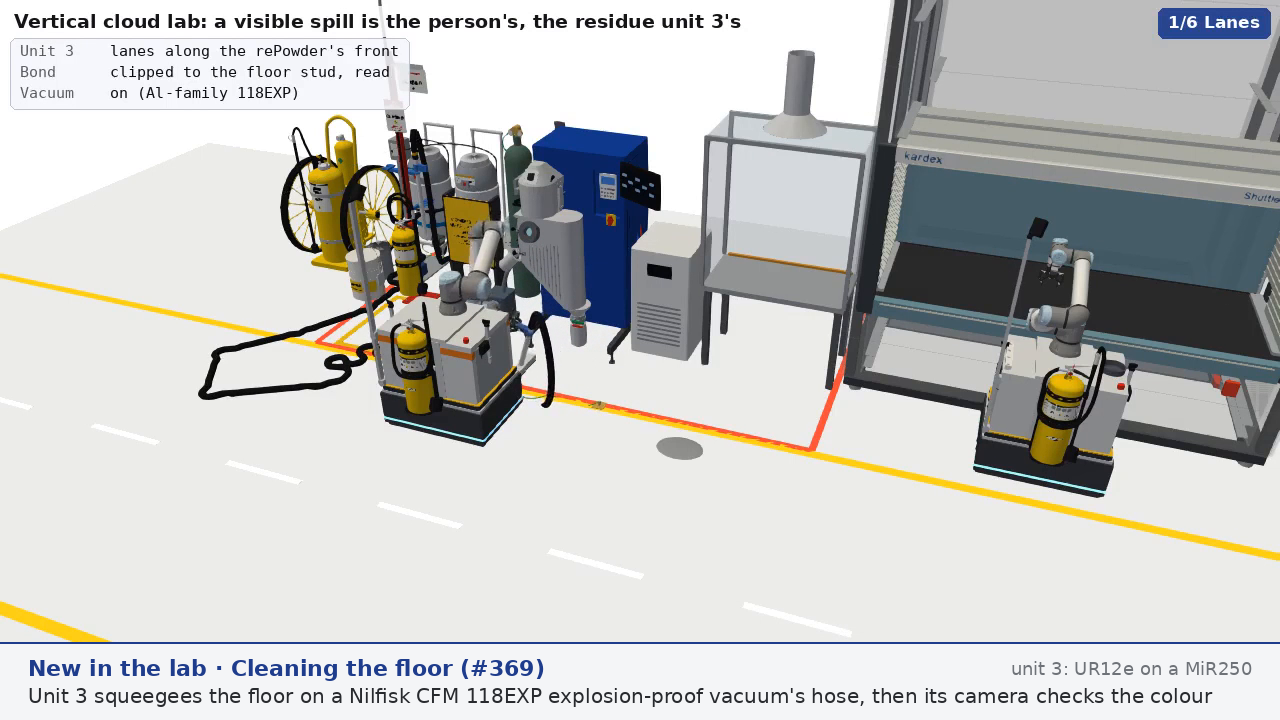 Vertical cloud lab: a visible spill is the person's, the residue unit 3's
1/6 Lanes
Unit 3 lanes along the rePowder's front
Bond clipped to the floor stud, read
Vacuum on (Al-family 118EXP)
kardex
Shuttle
New in the lab · Cleaning the floor (#369)
unit 3: UR12e on a MiR250
Unit 3 squeegees the floor on a Nilfisk CFM 118EXP explosion-proof vacuum's hose, then its camera checks the colour